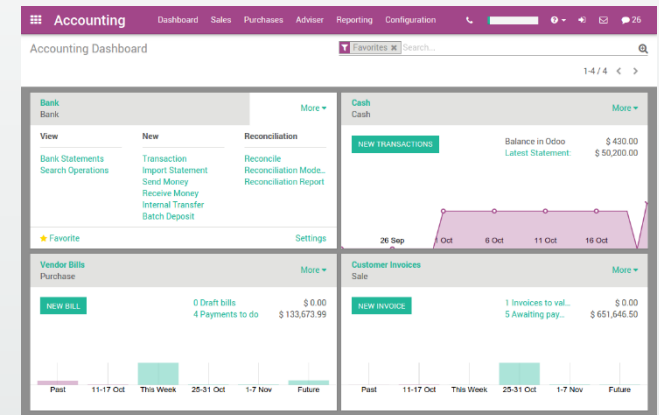 Accounting Dashboard Sales Purchases Adviser Reporting Configuration 26
Accounting Dashboard
Favorites × Search...
1-4 / 4
Bank More
Bank
View New Reconciliation
Bank Statements Transaction Reconcile
Search Operations Import Statement Reconciliation Mode...
Send Money Reconciliation Report
Receive Money
Internal Transfer
Batch Deposit
Favorite Settings
Cash More
Cash
NEW TRANSACTIONS Balance in Odoo $ 430.00
Latest Statement: $ 50,200.00
26 Sep 1 Oct 6 Oct 11 Oct 16 Oct
Vendor Bills More
Purchase
NEW BILL 0 Draft bills $ 0.00
4 Payments to do $ 133,673.99
Past 11-17 Oct This Week 25-31 Oct 1-7 Nov Future
Customer Invoices More
Sale
NEW INVOICE 1 Invoices to val... $ 0.00
5 Awaiting pay... $ 651,646.50
Past 11-17 Oct This Week 25-31 Oct 1-7 Nov Future